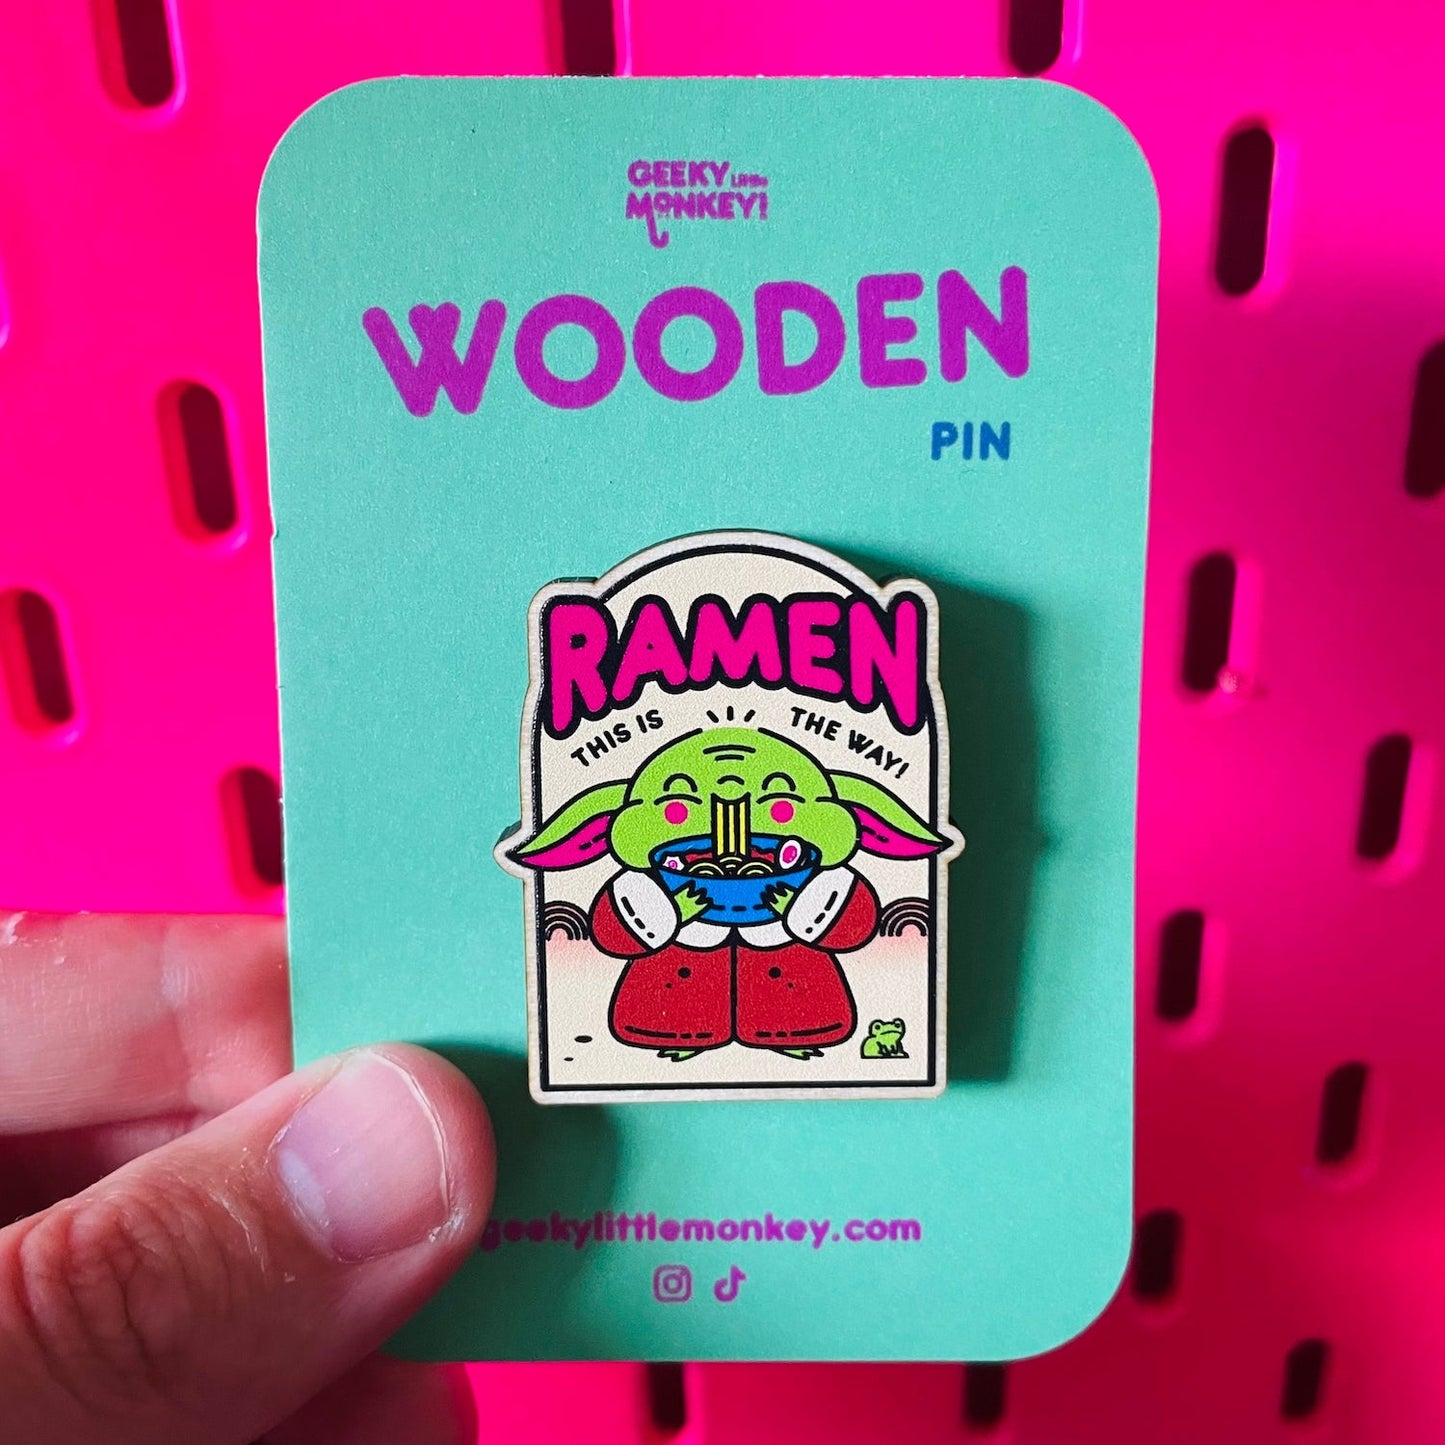 GEEKY Little
MONKEY!
WOODEN
PIN
RAMEN
THIS IS THE WAY!
geekylittlemonkey.com